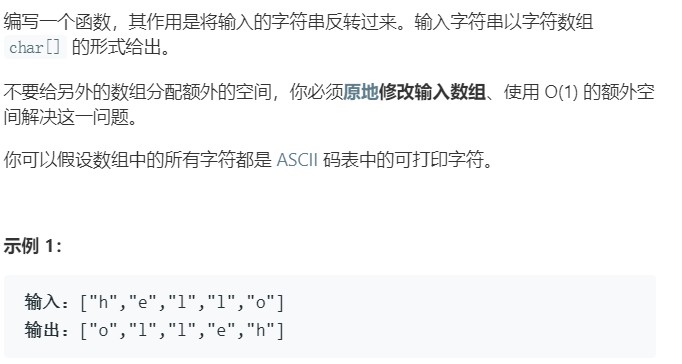 编写一个函数，其作用是将输入的字符串反转过来。输入字符串以字符数组
char[] 的形式给出。
不要给另外的数组分配额外的空间，你必须原地修改输入数组、使用 O(1) 的额外空
间解决这一问题。
你可以假设数组中的所有字符都是 ASCII 码表中的可打印字符。
示例 1：
输入：["h","e","l","l","o"]
输出：["o","l","l","e","h"]